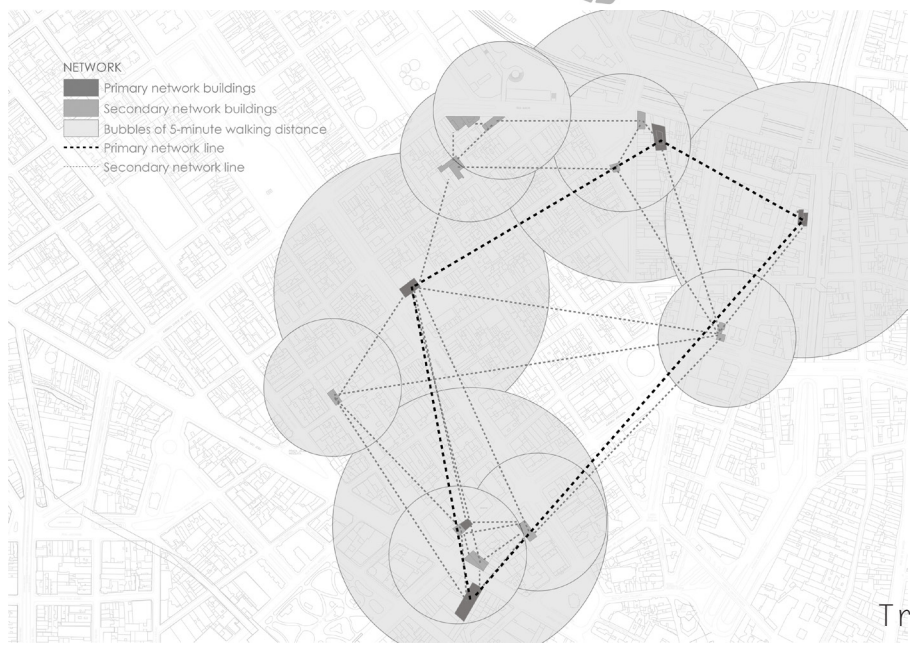 NETWORK
Primary network buildings
Secondary network buildings
Bubbles of 5-minute walking distance
Primary network line
Secondary network line
Tr